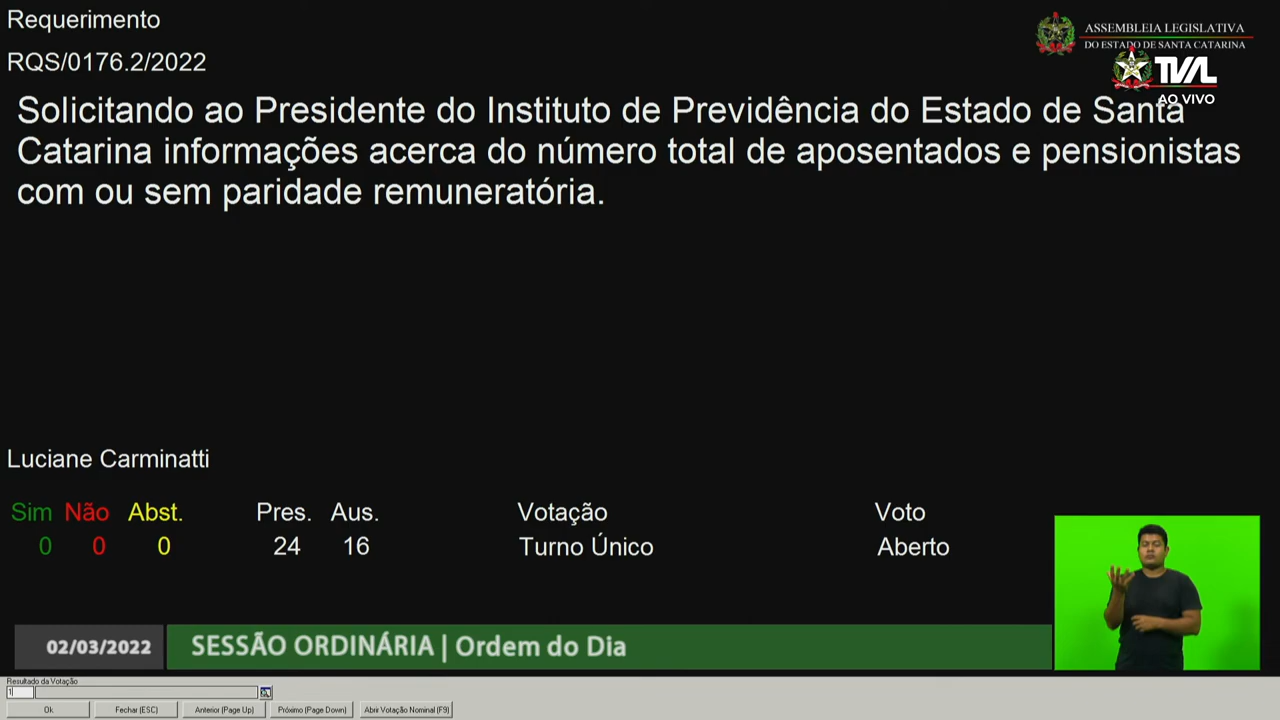 Requerimento
RQS/0176.2/2022
ASSEMBLEIA LEGISLATIVA
DO ESTADO DE SANTA CATARINA
TVAL
AO VIVO
Solicitando ao Presidente do Instituto de Previdência do Estado de Santa
Catarina informações acerca do número total de aposentados e pensionistas
com ou sem paridade remuneratória.
Luciane Carminatti
Sim Não Abst. Pres. Aus. Votação Voto
0 0 0 24 16 Turno Único Aberto
02/03/2022 SESSÃO ORDINÁRIA | Ordem do Dia
Resultado da Votação
1
Ok Fechar (ESC) Anterior (Page Up) Próximo (Page Down) Abrir Votação Nominal (F9)